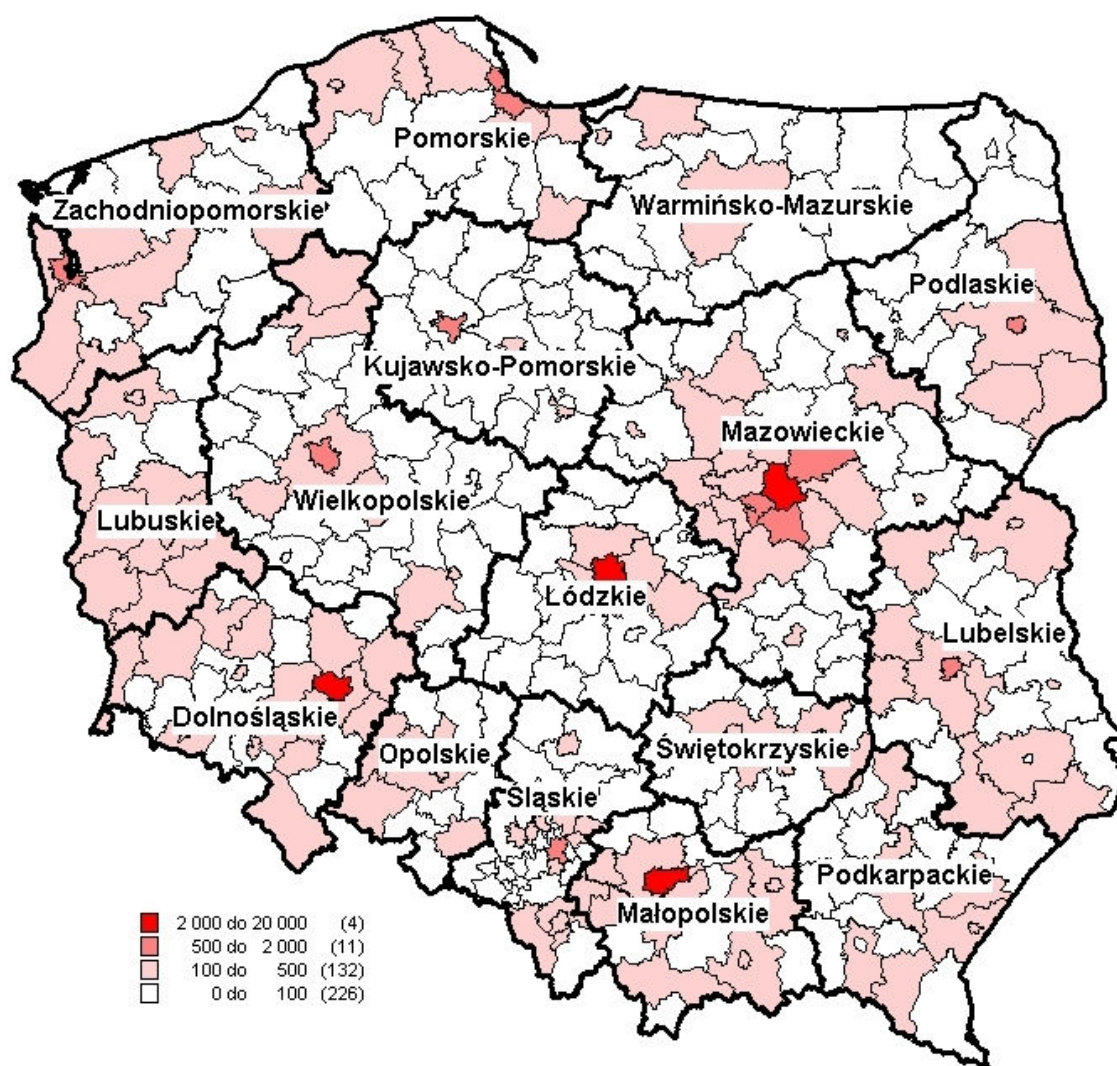 Pomorskie
Zachodniopomorskie
Warmińsko-Mazurskie
Podlaskie
Kujawsko-Pomorskie
Mazowieckie
Wielkopolskie
Lubuskie
Łódzkie
Lubelskie
Dolnośląskie
Opolskie
Świętokrzyskie
Śląskie
Podkarpackie
Małopolskie
2 000 do 20 000 (4)
500 do 2 000 (11)
100 do 500 (132)
0 do 100 (226)